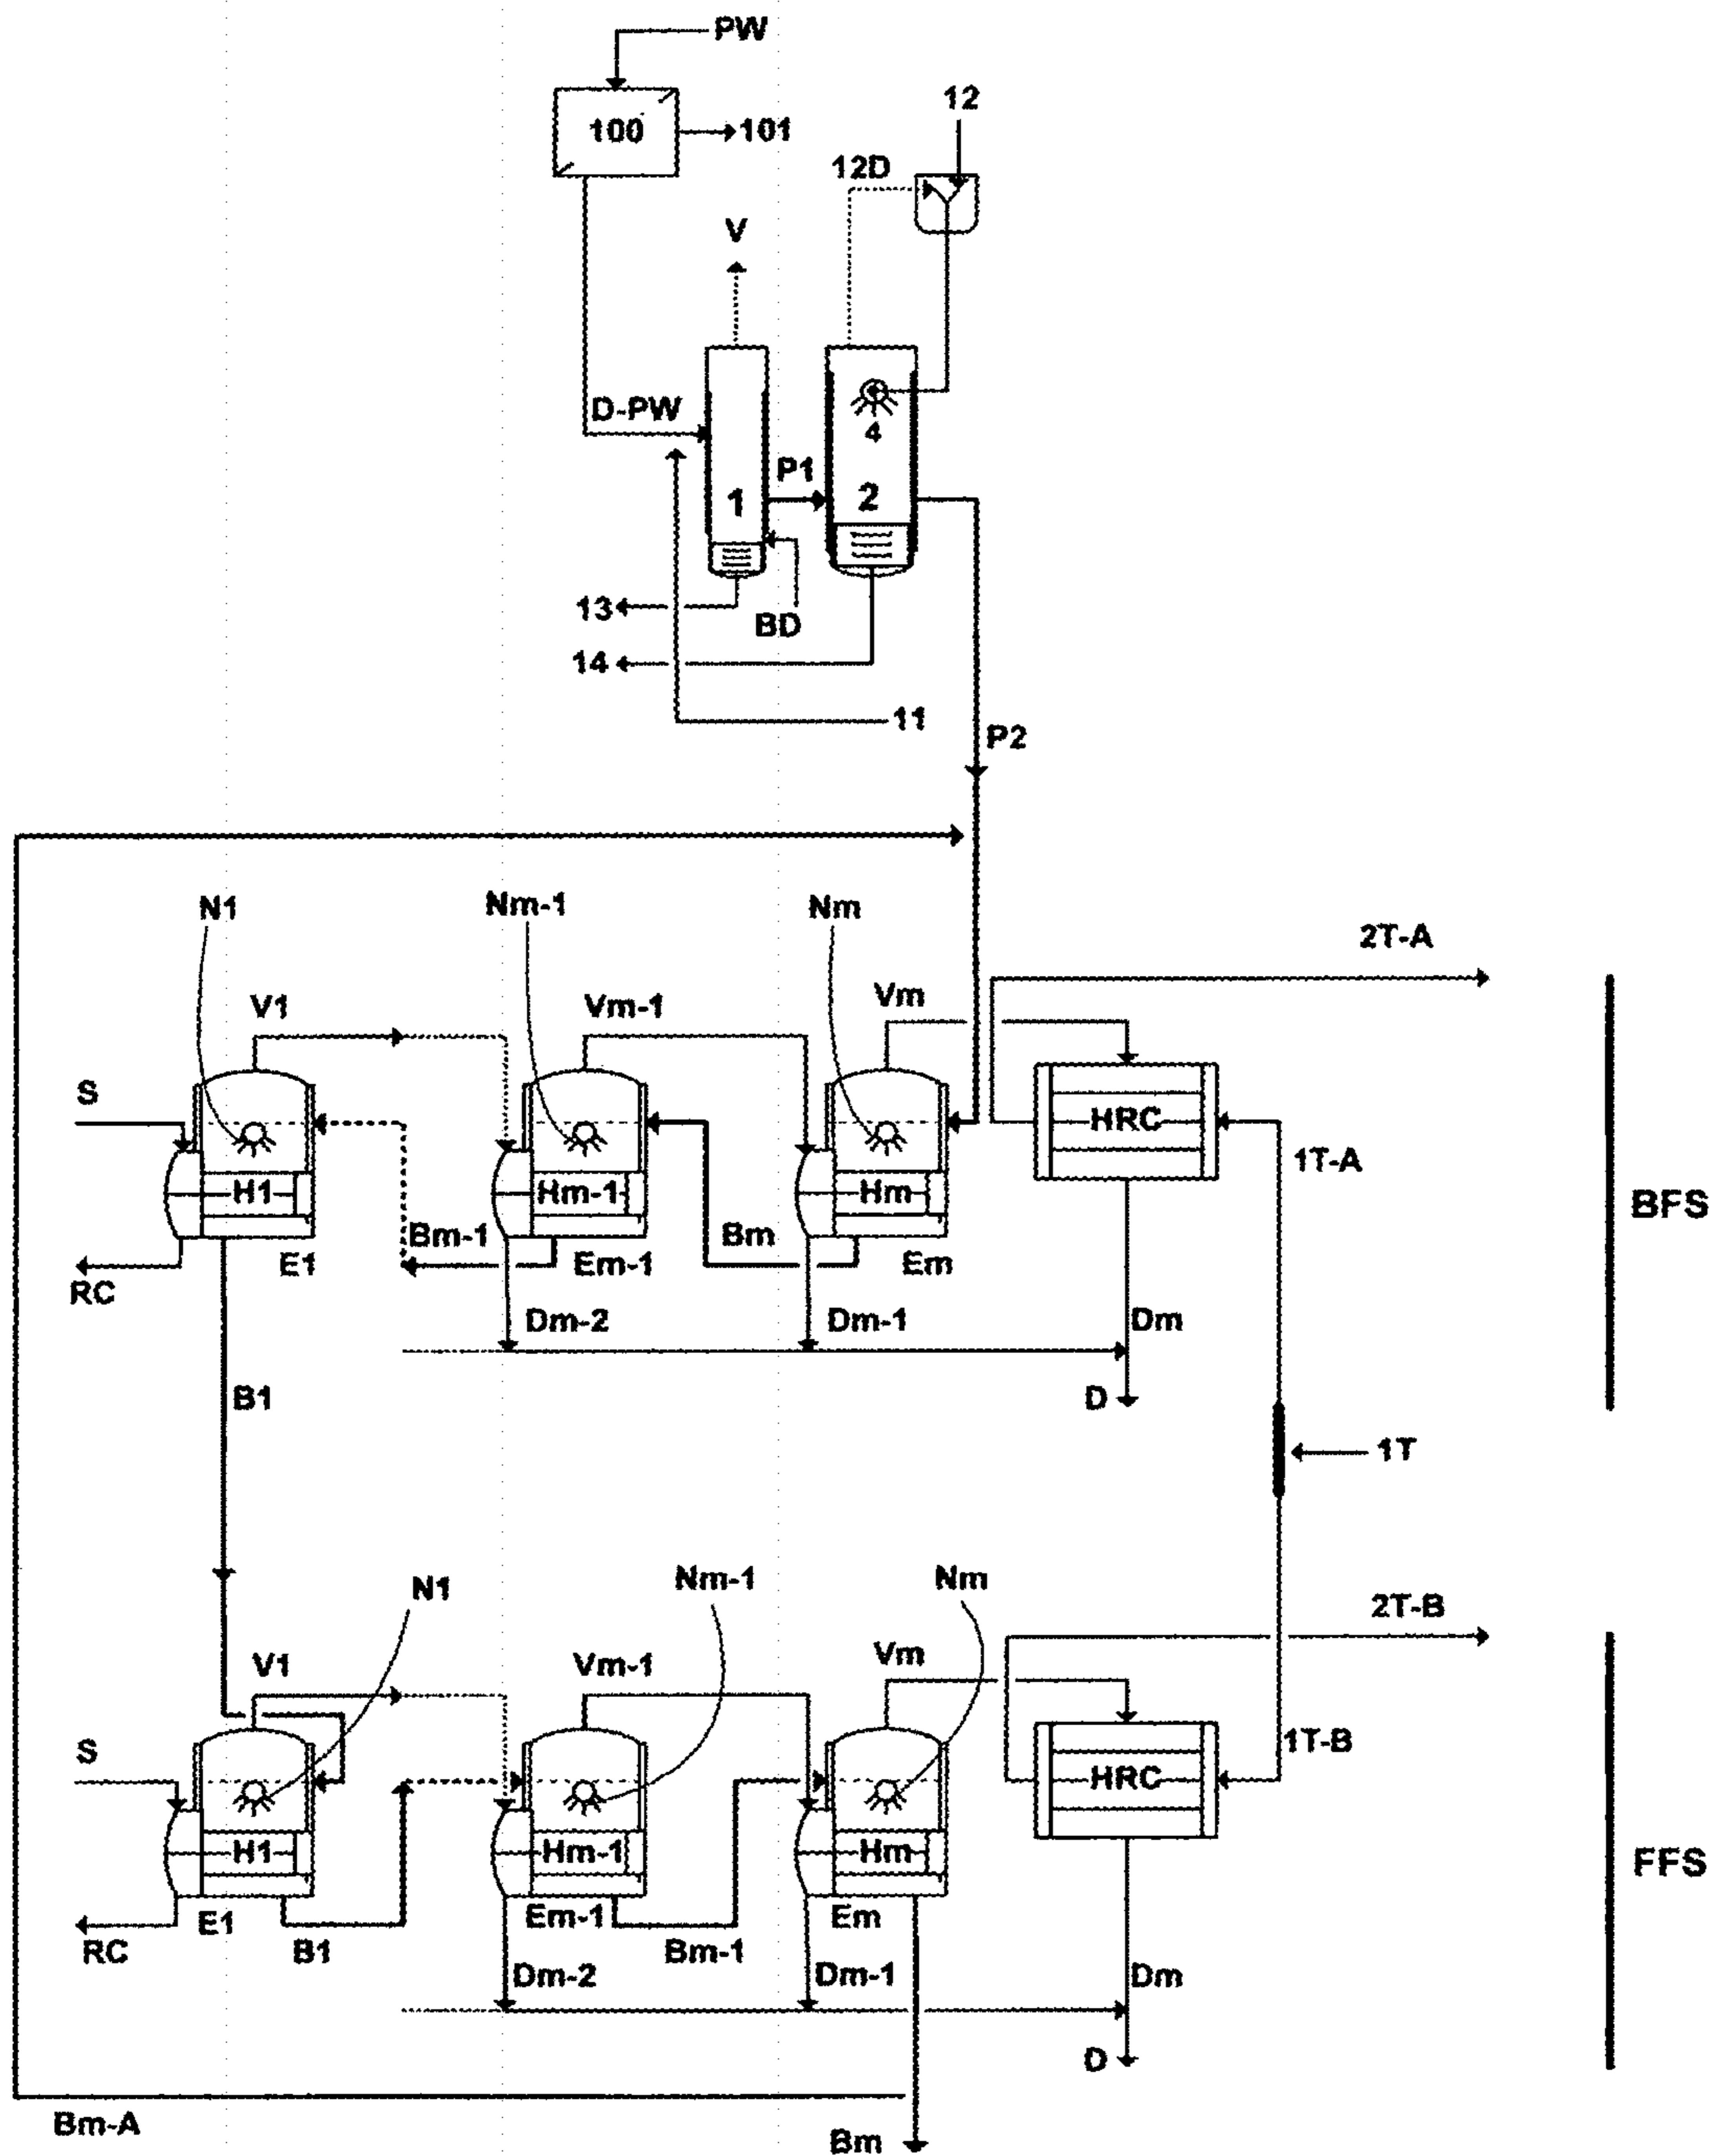 PW
100
101
12
12D
V
D-PW
4
P1
1
2
13
BD
14
11
P2
N1
Nm-1
Nm
2T-A
V1
Vm-1
Vm
S
HRC
1T-A
H1
Hm-1
Hm
BFS
Bm-1
Bm
RC
E1
Em-1
Em
Dm-2
Dm-1
Dm
B1
D
1T
N1
Nm-1
Nm
2T-B
V1
Vm-1
Vm
S
1T-B
HRC
H1
Hm-1
Hm
FFS
RC
E1
B1
Em-1
Bm-1
Em
Dm-2
Dm-1
Dm
D
Bm-A
Bm